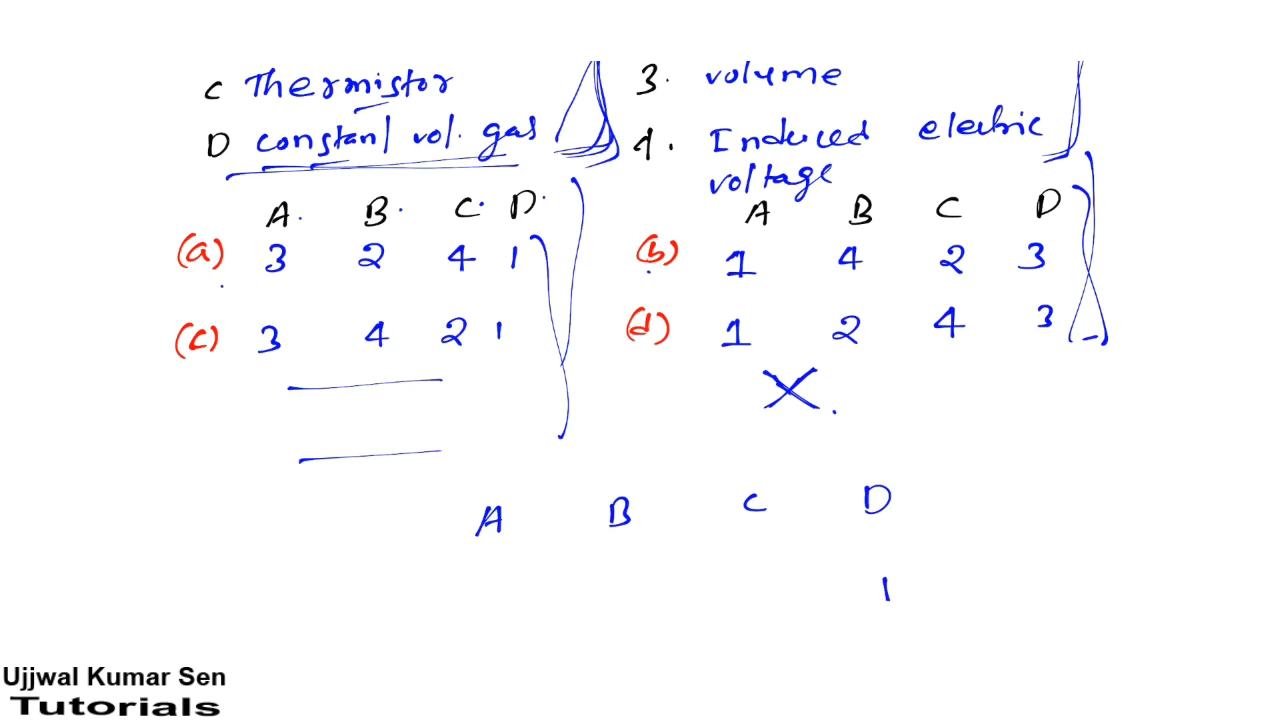 C Thermistor 3. volume
D constant vol. gas 4. Induced electric
voltage
A. B. C. D. A B C D
(a) 3 2 4 1 (b) 1 4 2 3
(c) 3 4 2 1 (d) 1 2 4 3
A B C D
1
Ujjwal Kumar Sen
Tutorials